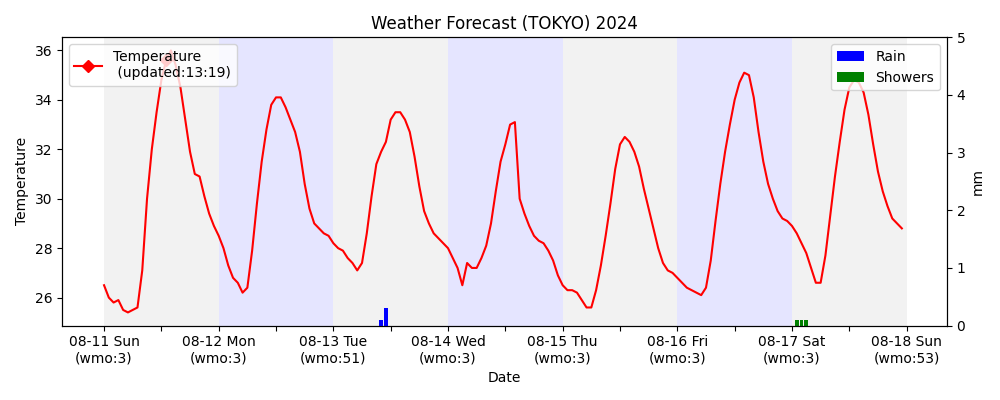 Weather Forecast (TOKYO) 2024
Temperature
(updated:13:19)
Rain
Showers
36
34
32
30
28
26
Temperature
5
4
3
2
1
0
mm
08-11 Sun
(wmo:3)
08-12 Mon
(wmo:3)
08-13 Tue
(wmo:51)
08-14 Wed
(wmo:3)
08-15 Thu
(wmo:3)
08-16 Fri
(wmo:3)
08-17 Sat
(wmo:3)
08-18 Sun
(wmo:53)
Date